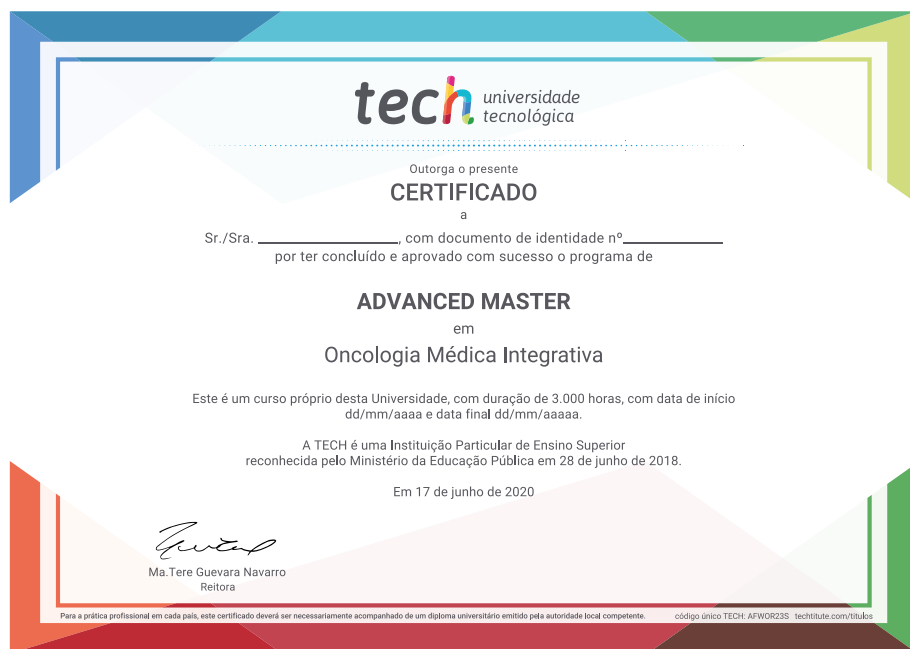 tech universidade
tecnológica
Outorga o presente
CERTIFICADO
a
Sr./Sra. ____________________, com documento de identidade nº______________
por ter concluído e aprovado com sucesso o programa de
ADVANCED MASTER
em
Oncologia Médica Integrativa
Este é um curso próprio desta Universidade, com duração de 3.000 horas, com data de início
dd/mm/aaaa e data final dd/mm/aaaaa.
A TECH é uma Instituição Particular de Ensino Superior
reconhecida pelo Ministério da Educação Pública em 28 de junho de 2018.
Em 17 de junho de 2020
Ma.Tere Guevara Navarro
Reitora
Para a prática profissional em cada país, este certificado deverá ser necessariamente acompanhado de um diploma universitário emitido pela autoridade local competente. código único TECH: AFWOR23S techtitute.com/títulos